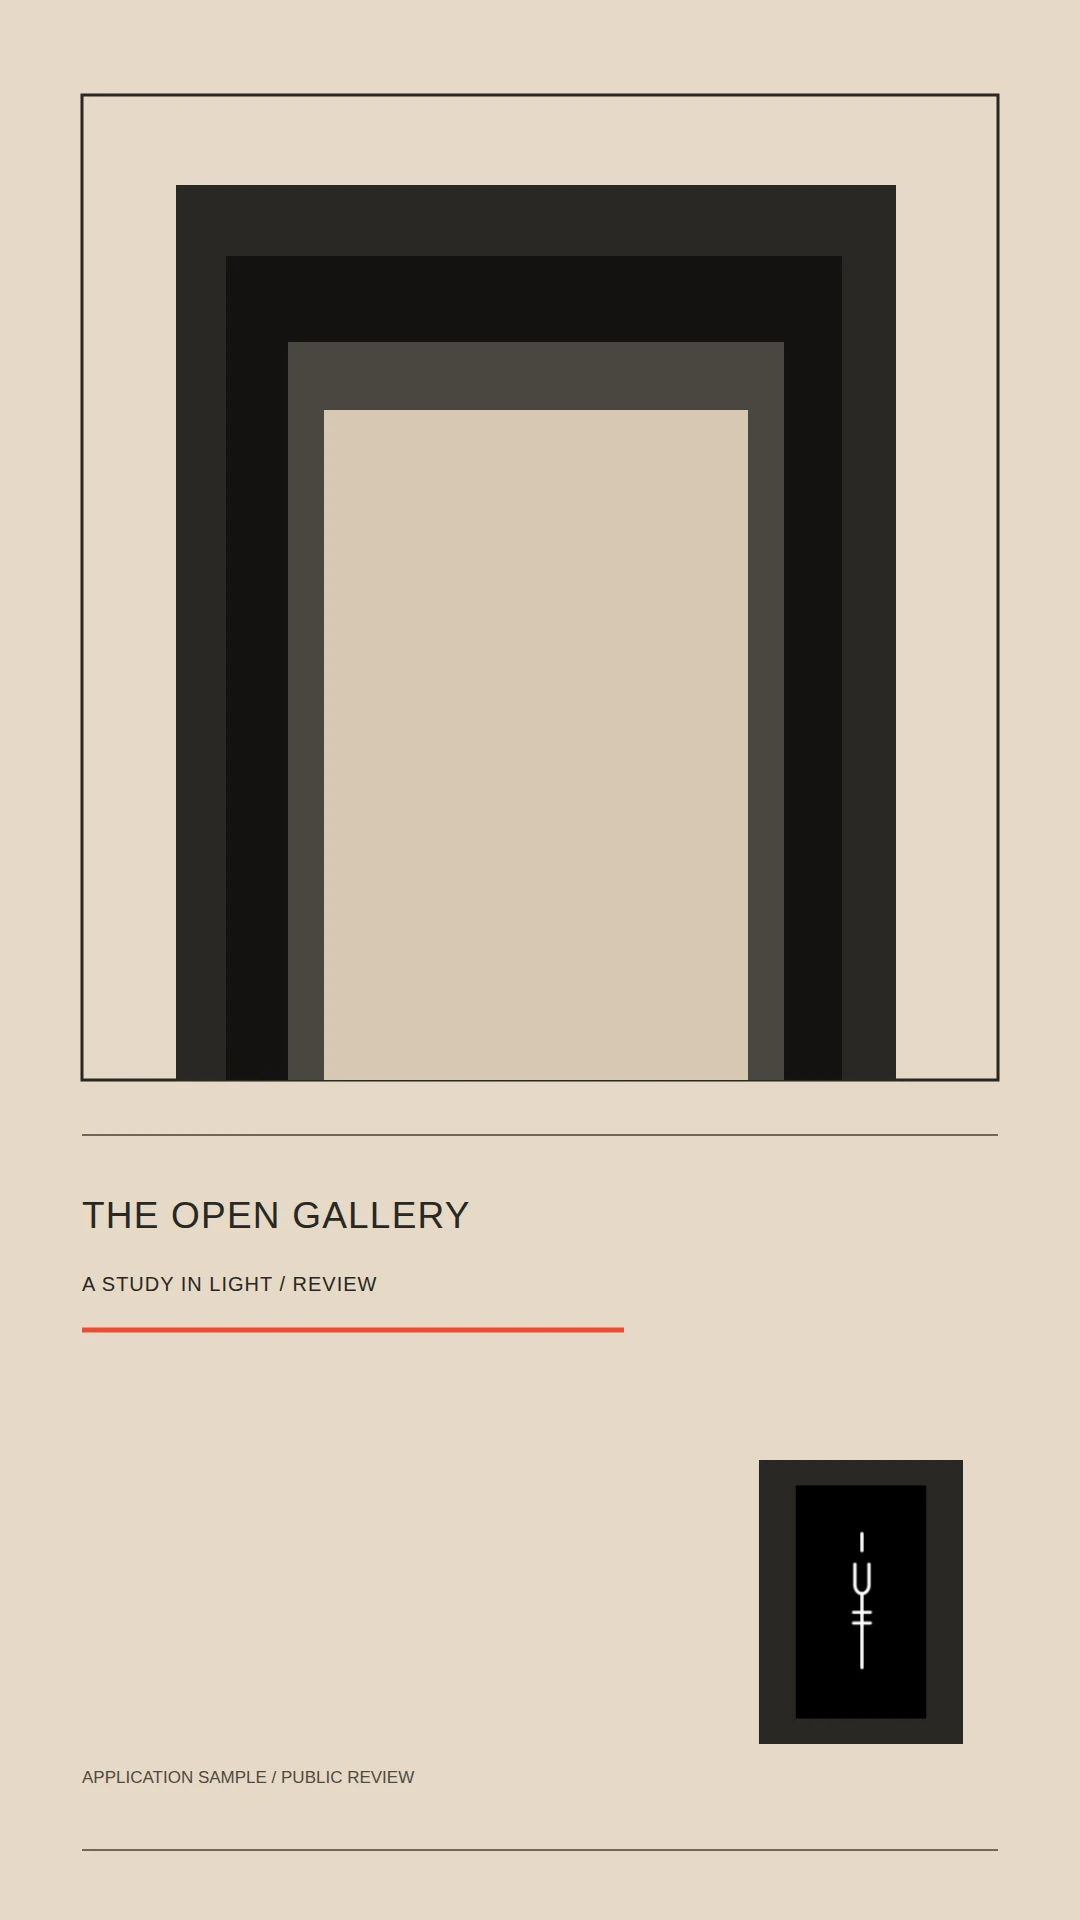 THE OPEN GALLERY
A STUDY IN LIGHT / REVIEW
APPLICATION SAMPLE / PUBLIC REVIEW